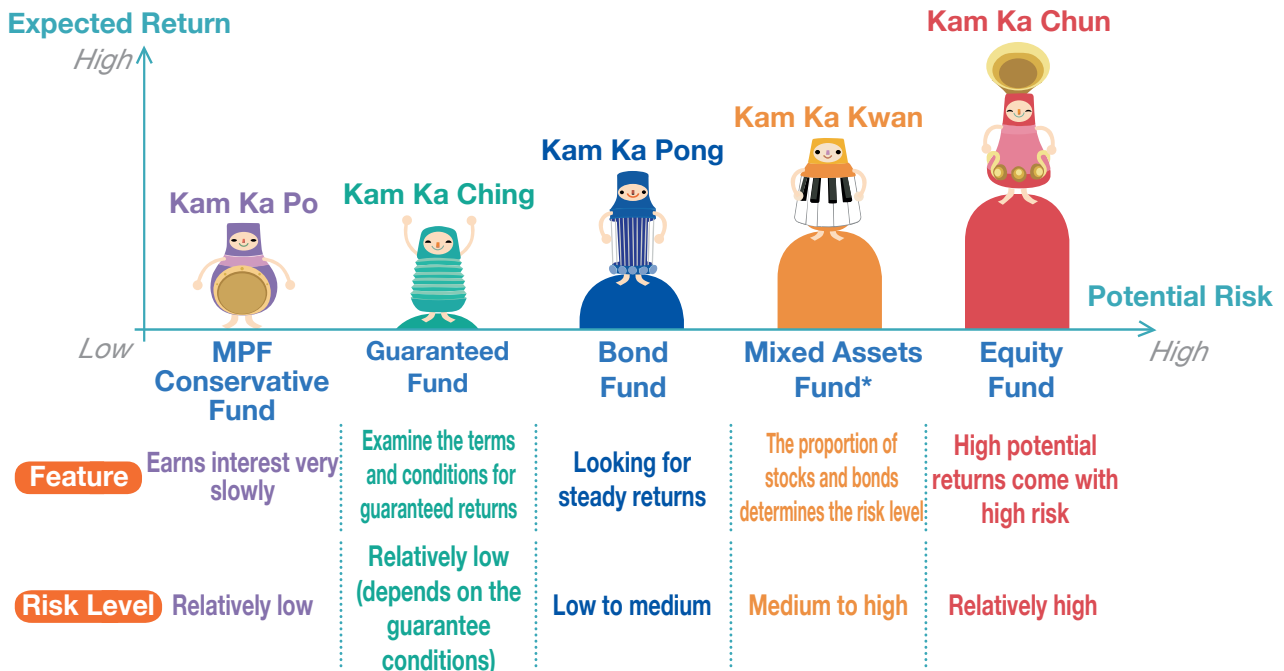 Expected Return
High
Kam Ka Po
Kam Ka Ching
Kam Ka Pong
Kam Ka Kwan
Kam Ka Chun
Potential Risk
Low
High
MPF
Conservative
Fund
Guaranteed
Fund
Bond
Fund
Mixed Assets
Fund*
Equity
Fund
Feature
Earns interest very
slowly
Examine the terms
and conditions for
guaranteed returns
Looking for
steady returns
The proportion of
stocks and bonds
determines the risk level
High potential
returns come with
high risk
Risk Level
Relatively low
Relatively low
(depends on the
guarantee
conditions)
Low to medium
Medium to high
Relatively high